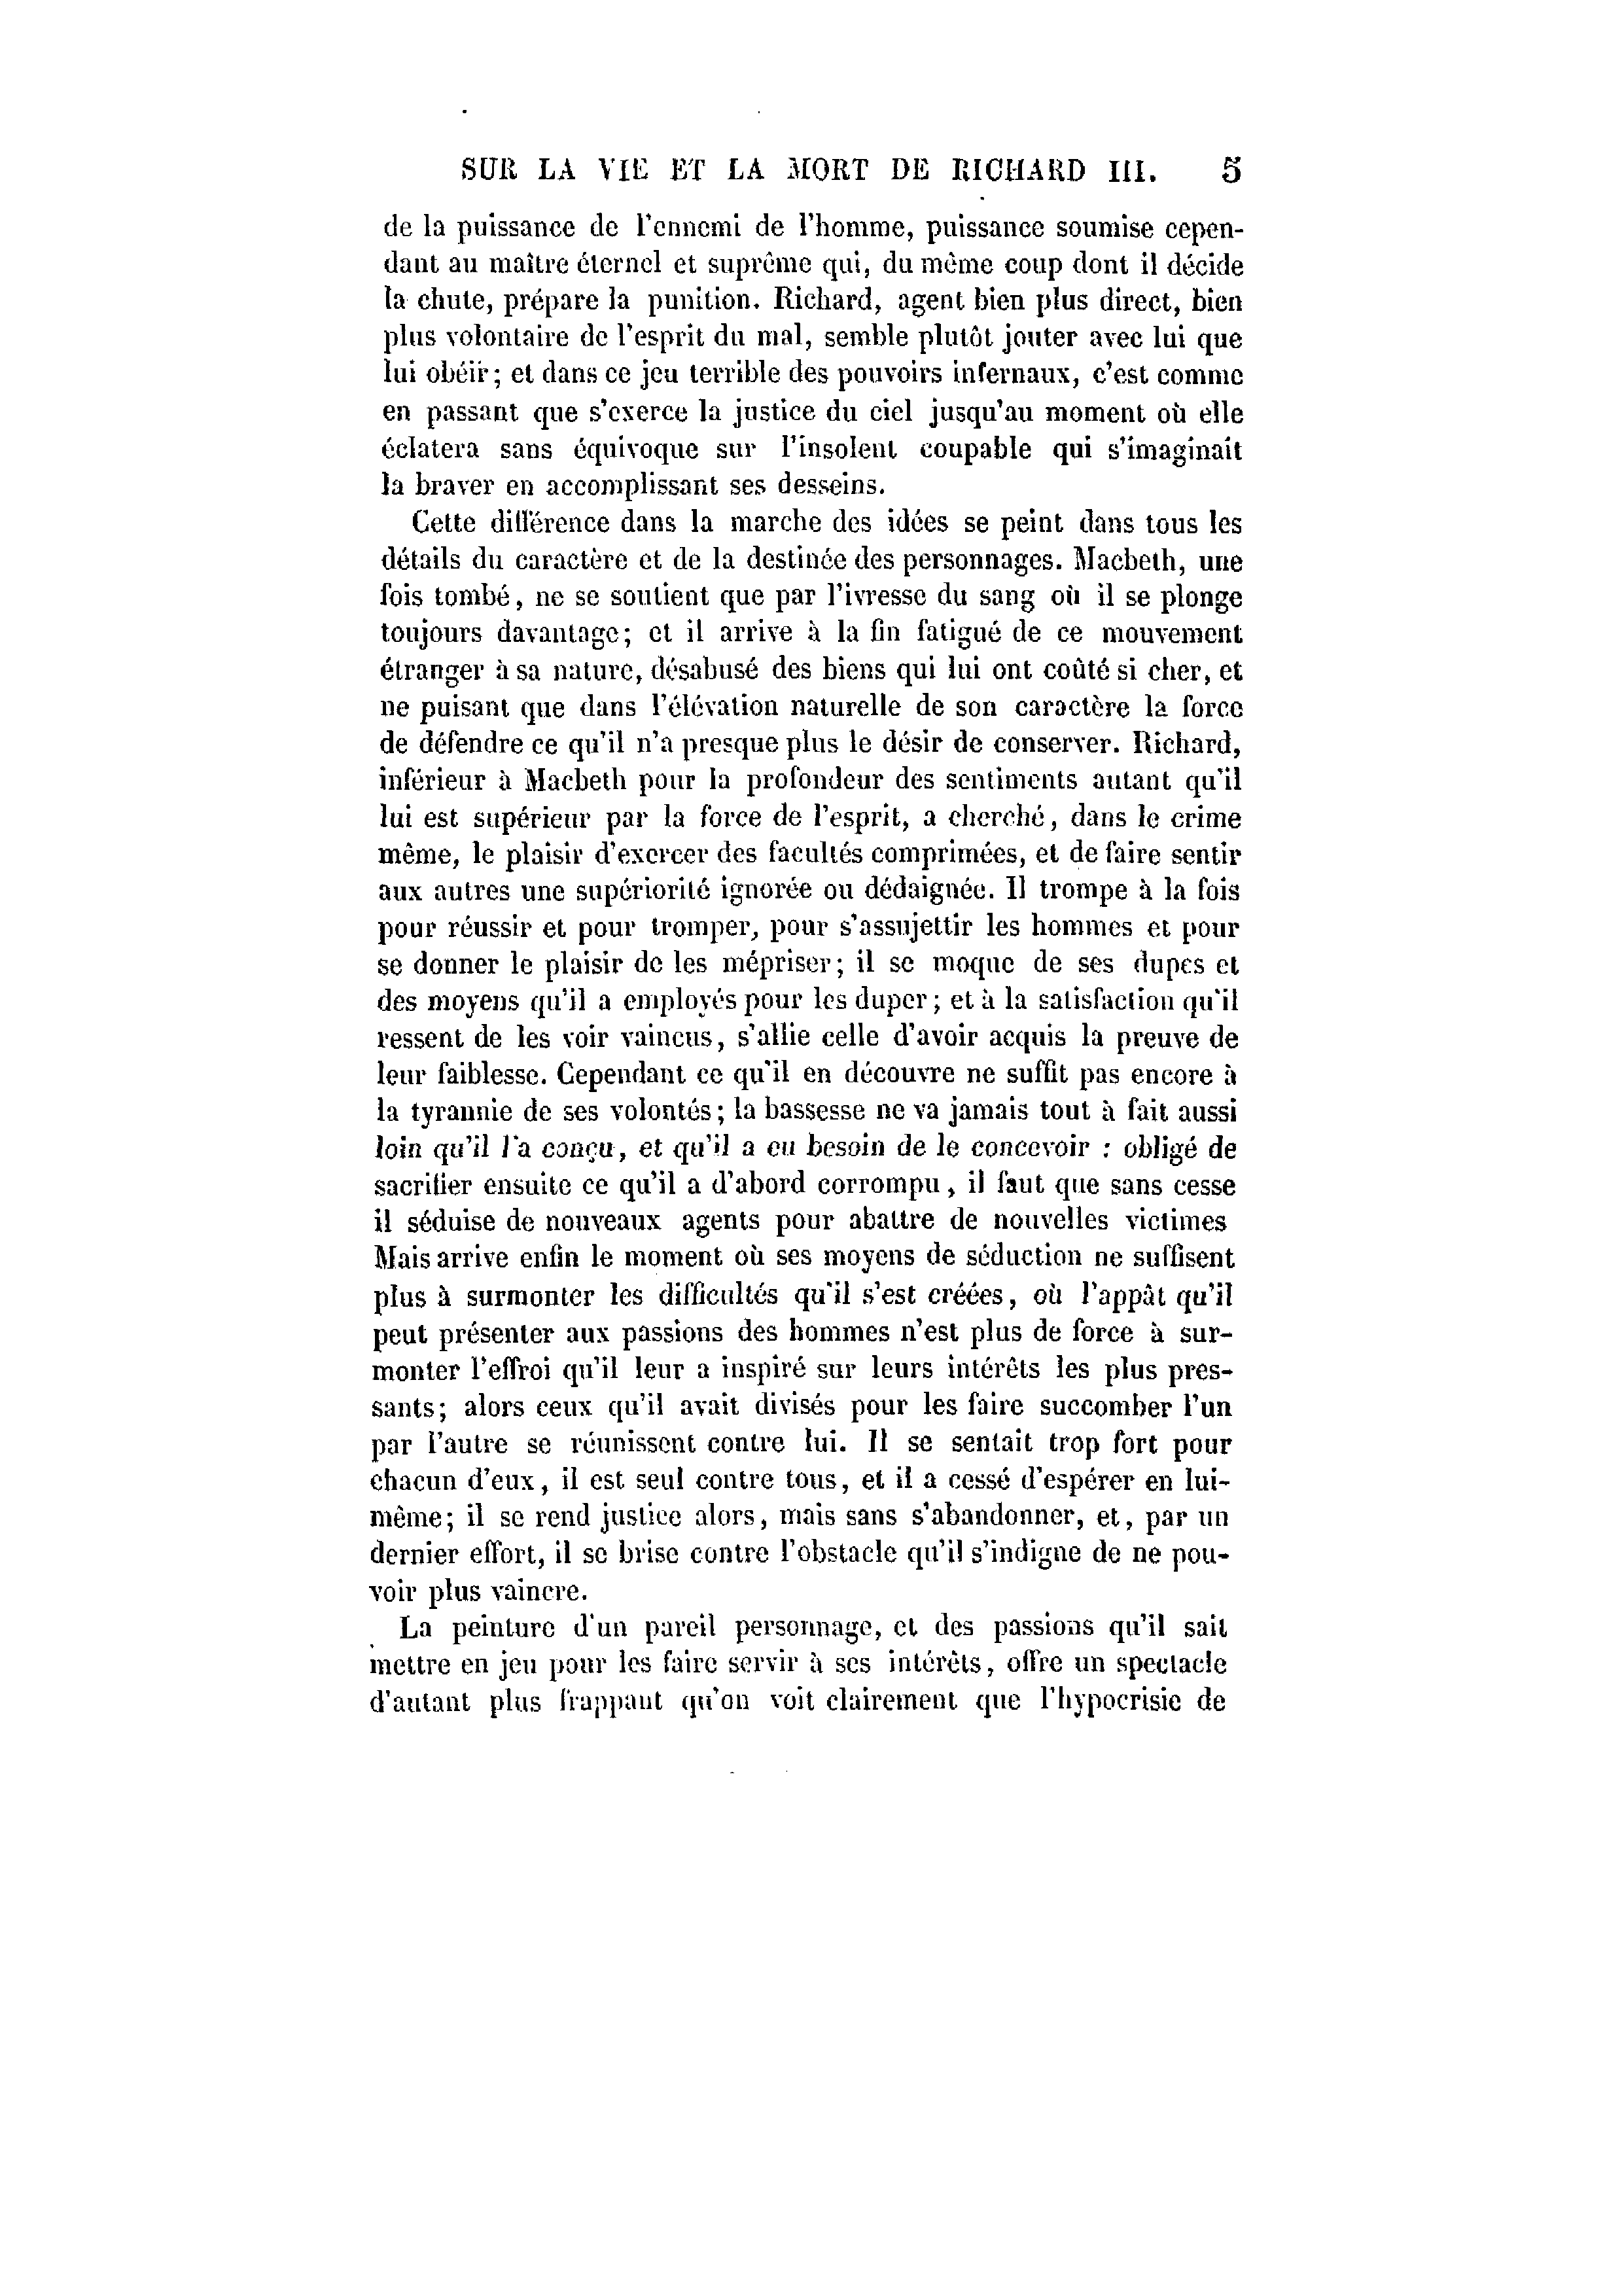 SUR LA VIE ET LA MORT DE RICHARD III. 5
de la puissance de l'ennemi de l'homme, puissance soumise cepen-
dant au maître éternel et suprême qui, du même coup dont il décide
la chute, prépare la punition. Richard, agent bien plus direct, bien
plus volontaire de l'esprit du mal, semble plutôt jouter avec lui que
lui obéir; et dans ce jeu terrible des pouvoirs infernaux, c'est comme
en passant que s'exerce la justice du ciel jusqu'au moment où elle
éclatera sans équivoque sur l'insolent coupable qui s'imaginait
la braver en accomplissant ses desseins.
Cette différence dans la marche des idées se peint dans tous les
détails du caractère et de la destinée des personnages. Macbeth, une
fois tombé, ne se soutient que par l'ivresse du sang où il se plonge
toujours davantage; et il arrive à la fin fatigué de ce mouvement
étranger à sa nature, désabusé des biens qui lui ont coûté si cher, et
ne puisant que dans l'élévation naturelle de son caractère la force
de défendre ce qu'il n'a presque plus le désir de conserver. Richard,
inférieur à Macbeth pour la profondeur des sentiments autant qu'il
lui est supérieur par la force de l'esprit, a cherché, dans le crime
même, le plaisir d'exercer des facultés comprimées, et de faire sentir
aux autres une supériorité ignorée ou dédaignée. Il trompe à la fois
pour réussir et pour tromper, pour s'assujettir les hommes et pour
se donner le plaisir de les mépriser; il se moque de ses dupes et
des moyens qu'il a employés pour les duper; et à la satisfaction qu'il
ressent de les voir vaincus, s'allie celle d'avoir acquis la preuve de
leur faiblesse. Cependant ce qu'il en découvre ne suffit pas encore à
la tyrannie de ses volontés; la bassesse ne va jamais tout à fait aussi
loin qu'il l'a conçu, et qu'il a eu besoin de le concevoir : obligé de
sacrifier ensuite ce qu'il a d'abord corrompu, il faut que sans cesse
il séduise de nouveaux agents pour abattre de nouvelles victimes
Mais arrive enfin le moment où ses moyens de séduction ne suffisent
plus à surmonter les difficultés qu'il s'est créées, où l'appât qu'il
peut présenter aux passions des hommes n'est plus de force à sur-
monter l'effroi qu'il leur a inspiré sur leurs intérêts les plus pres-
sants; alors ceux qu'il avait divisés pour les faire succomber l'un
par l'autre se réunissent contre lui. Il se sentait trop fort pour
chacun d'eux, il est seul contre tous, et il a cessé d'espérer en lui-
même; il se rend justice alors, mais sans s'abandonner, et, par un
dernier effort, il se brise contre l'obstacle qu'il s'indigne de ne pou-
voir plus vaincre.
La peinture d'un pareil personnage, et des passions qu'il sait
mettre en jeu pour les faire servir à ses intérêts, offre un spectacle
d'autant plus frappant qu'on voit clairement que l'hypocrisie de